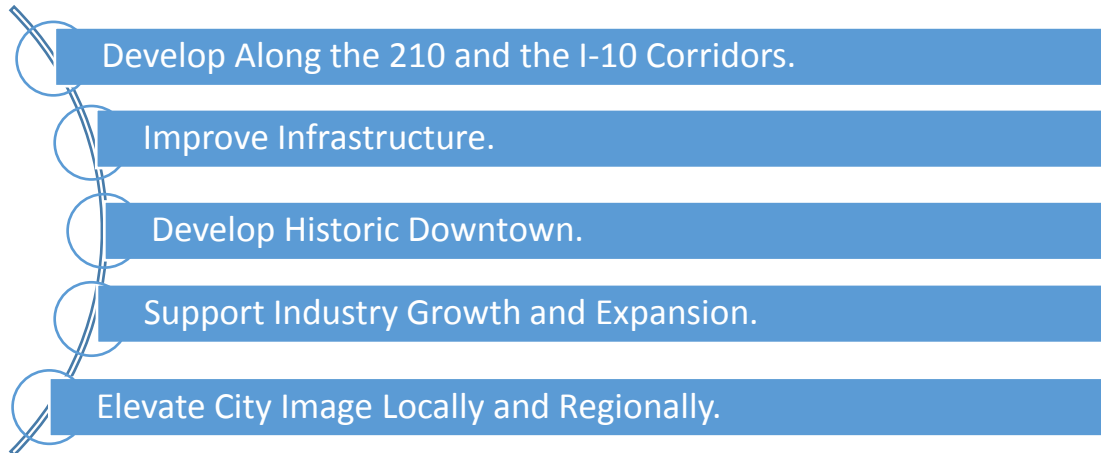 Develop Along the 210 and the I-10 Corridors.
Improve Infrastructure.
Develop Historic Downtown.
Support Industry Growth and Expansion.
Elevate City Image Locally and Regionally.